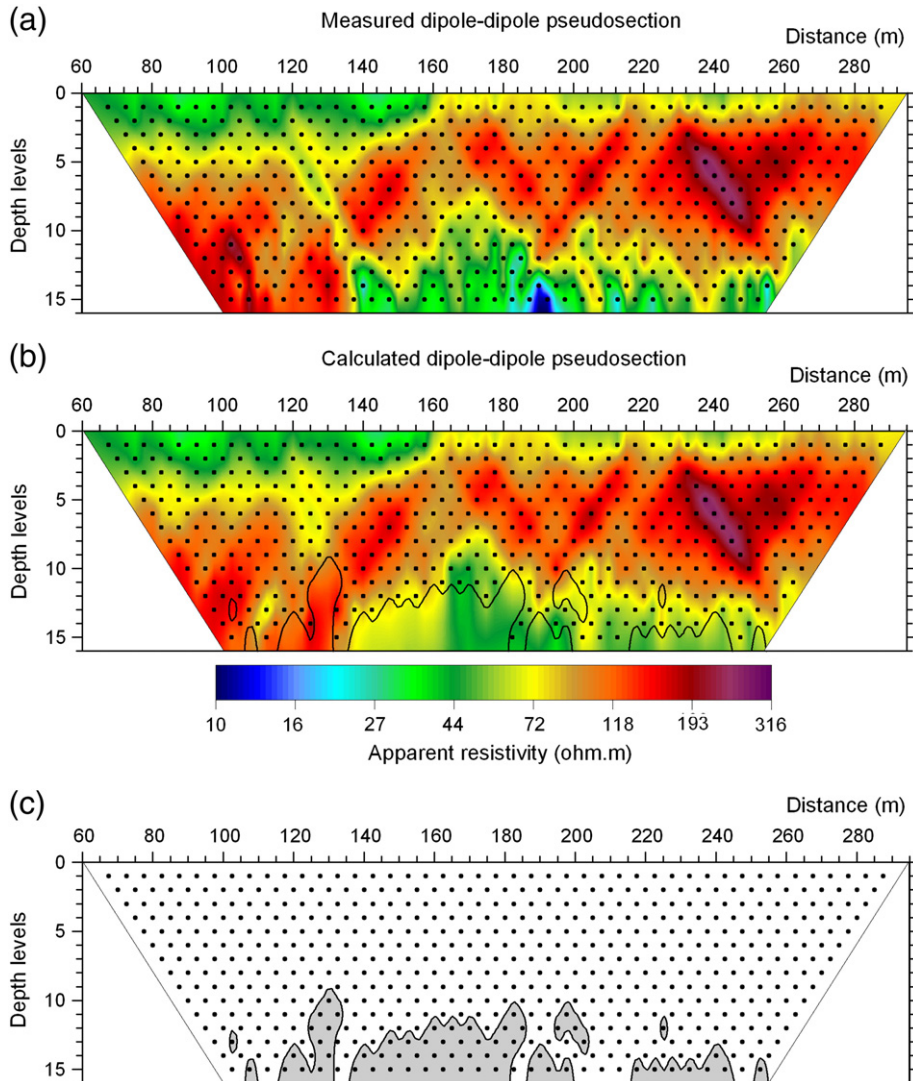 (a)
Measured dipole-dipole pseudosection
Distance (m)
60 80 100 120 140 160 180 200 220 240 260 280
0
5
10
15
Depth levels
(b)
Calculated dipole-dipole pseudosection
Distance (m)
60 80 100 120 140 160 180 200 220 240 260 280
0
5
10
15
Depth levels
10 16 27 44 72 118 193 316
Apparent resistivity (ohm.m)
(c)
Distance (m)
60 80 100 120 140 160 180 200 220 240 260 280
0
5
10
15
Depth levels